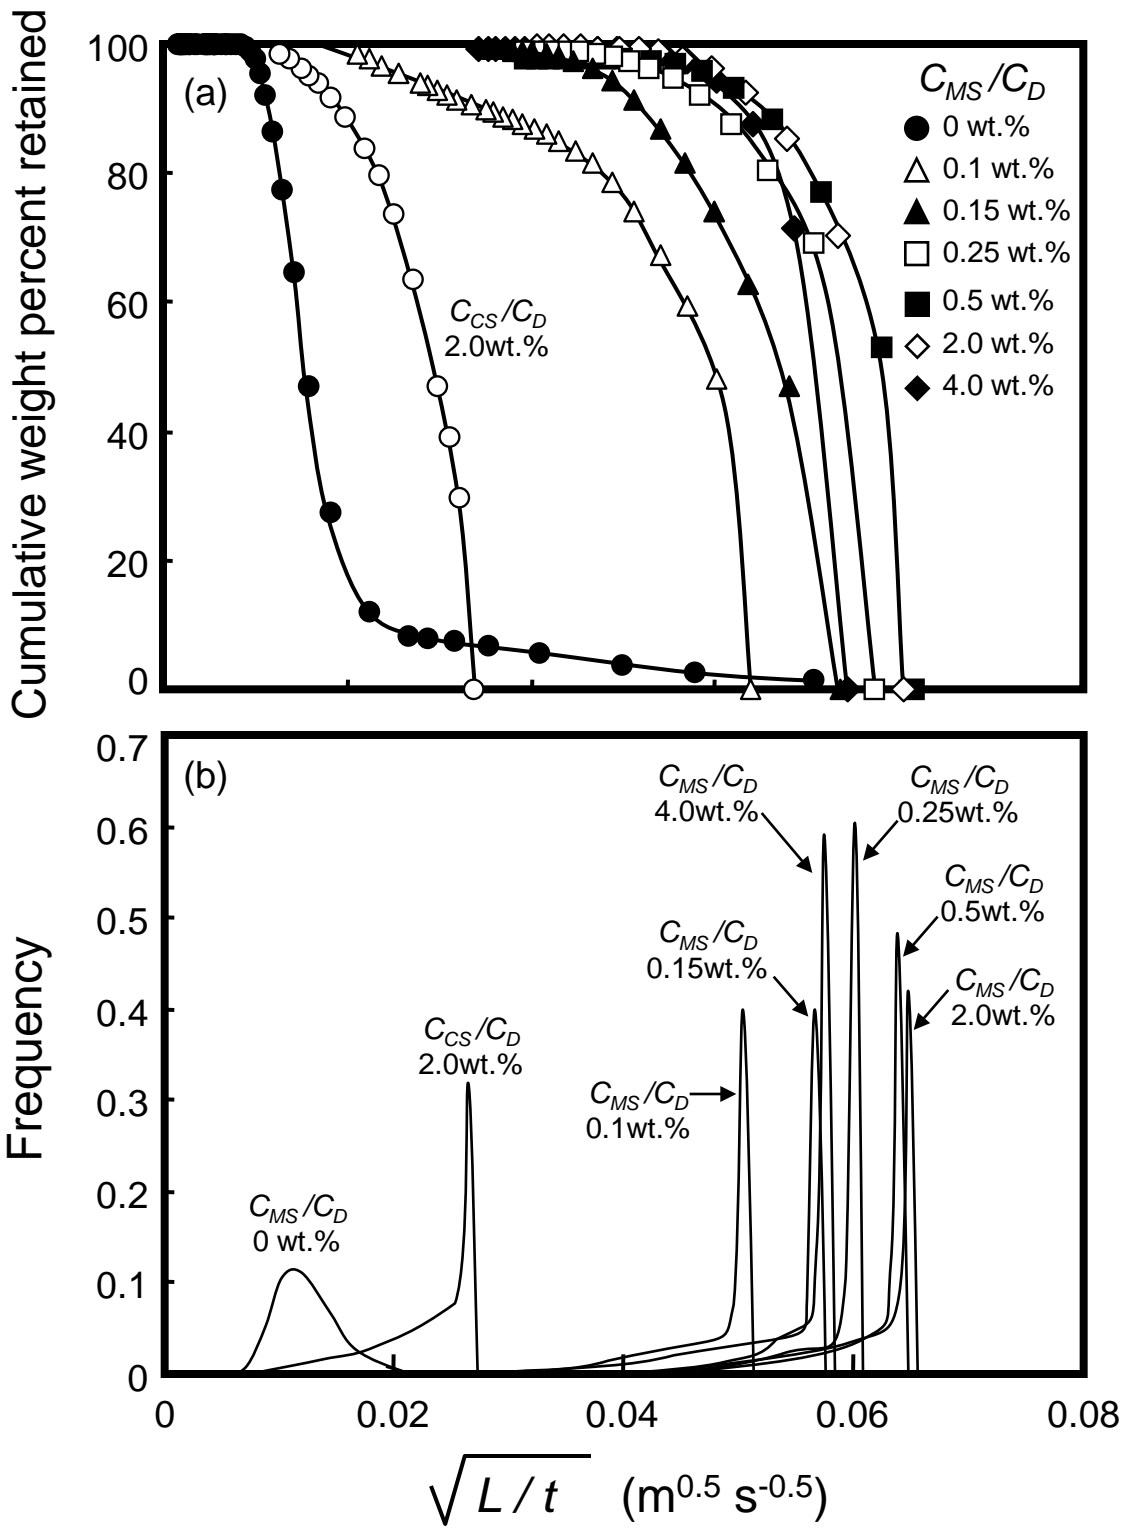 Cumulative weight percent retained
100
80
60
40
20
0
(a)
C_CS/C_D
2.0wt.%
C_MS/C_D
0 wt.%
0.1 wt.%
0.15 wt.%
0.25 wt.%
0.5 wt.%
2.0 wt.%
4.0 wt.%
Frequency
0.7
0.6
0.5
0.4
0.3
0.2
0.1
0
(b)
C_MS/C_D
4.0wt.%
C_MS/C_D
0.25wt.%
C_MS/C_D
0.5wt.%
C_MS/C_D
0.15wt.%
C_MS/C_D
2.0wt.%
C_CS/C_D
2.0wt.%
C_MS/C_D
0.1wt.%
C_MS/C_D
0 wt.%
0 0.02 0.04 0.06 0.08
√L/t (m^0.5 s^-0.5)